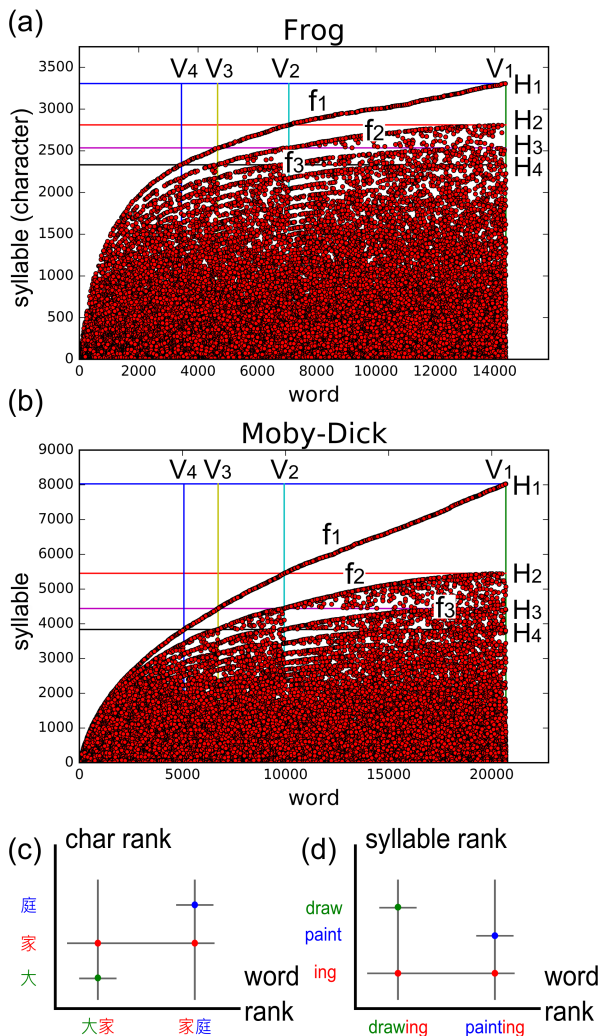 (a)
Frog
V4 V3 V2 V1
f1 H1
f2 H2
f3 H3
H4
3500
3000
2500
2000
1500
1000
500
0
syllable (character)
0 2000 4000 6000 8000 10000 12000 14000
word
(b)
Moby-Dick
V4 V3 V2 V1
f1 H1
f2 H2
f3 H3
H4
9000
8000
7000
6000
5000
4000
3000
2000
1000
0
syllable
0 5000 10000 15000 20000
word
(c) char rank
庭
家
大
word
rank
大家 家庭
(d) syllable rank
draw
paint
ing
word
rank
drawing painting